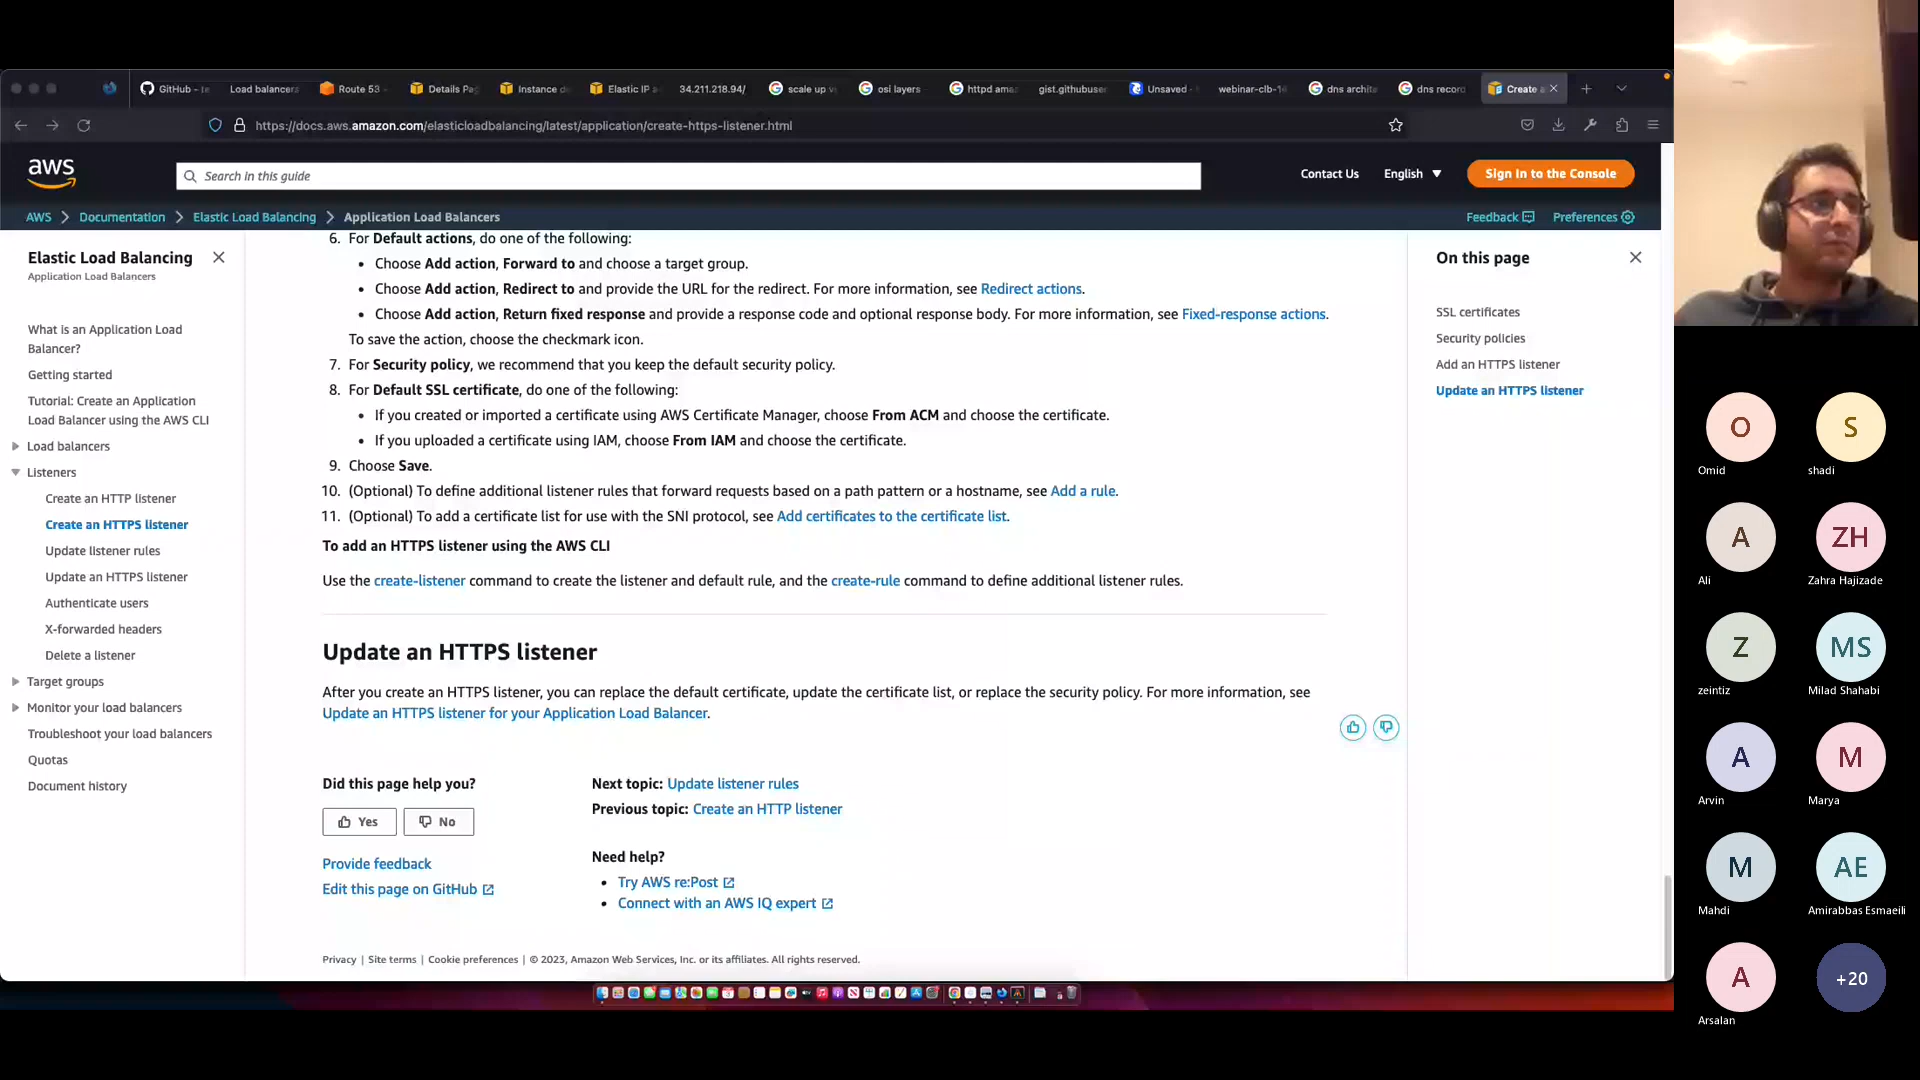 GitHub - te
Load balancers
Route 53
Details Pag
Instance de
Elastic IP a
34.211.218.94/
scale up v
osi layers
httpd ama
gist.githubuser
Unsaved
webinar-clb-1
dns archit
dns recor
Create a
https://docs.aws.amazon.com/elasticloadbalancing/latest/application/create-https-listener.html
aws
Search in this guide
Contact Us
English
Sign In to the Console
AWS
Documentation
Elastic Load Balancing
Application Load Balancers
Feedback
Preferences
Elastic Load Balancing
Application Load Balancers
What is an Application Load
Balancer?
Getting started
Tutorial: Create an Application
Load Balancer using the AWS CLI
Load balancers
Listeners
Create an HTTP listener
Create an HTTPS listener
Update listener rules
Update an HTTPS listener
Authenticate users
X-forwarded headers
Delete a listener
Target groups
Monitor your load balancers
Troubleshoot your load balancers
Quotas
Document history
6. For Default actions, do one of the following:
• Choose Add action, Forward to and choose a target group.
• Choose Add action, Redirect to and provide the URL for the redirect. For more information, see Redirect actions.
• Choose Add action, Return fixed response and provide a response code and optional response body. For more information, see Fixed-response actions.
To save the action, choose the checkmark icon.
7. For Security policy, we recommend that you keep the default security policy.
8. For Default SSL certificate, do one of the following:
• If you created or imported a certificate using AWS Certificate Manager, choose From ACM and choose the certificate.
• If you uploaded a certificate using IAM, choose From IAM and choose the certificate.
9. Choose Save.
10. (Optional) To define additional listener rules that forward requests based on a path pattern or a hostname, see Add a rule.
11. (Optional) To add a certificate list for use with the SNI protocol, see Add certificates to the certificate list.
To add an HTTPS listener using the AWS CLI
Use the create-listener command to create the listener and default rule, and the create-rule command to define additional listener rules.
Update an HTTPS listener
After you create an HTTPS listener, you can replace the default certificate, update the certificate list, or replace the security policy. For more information, see
Update an HTTPS listener for your Application Load Balancer.
Did this page help you?
Yes
No
Provide feedback
Edit this page on GitHub
Next topic: Update listener rules
Previous topic: Create an HTTP listener
Need help?
• Try AWS re:Post
• Connect with an AWS IQ expert
Privacy | Site terms | Cookie preferences | © 2023, Amazon Web Services, Inc. or its affiliates. All rights reserved.
On this page
SSL certificates
Security policies
Add an HTTPS listener
Update an HTTPS listener
O
Omid
S
shadi
A
Ali
ZH
Zahra Hajizade
Z
zeintiz
MS
Milad Shahabi
A
Arvin
M
Marya
M
Mahdi
AE
Amirabbas Esmaeili
A
Arsalan
+20